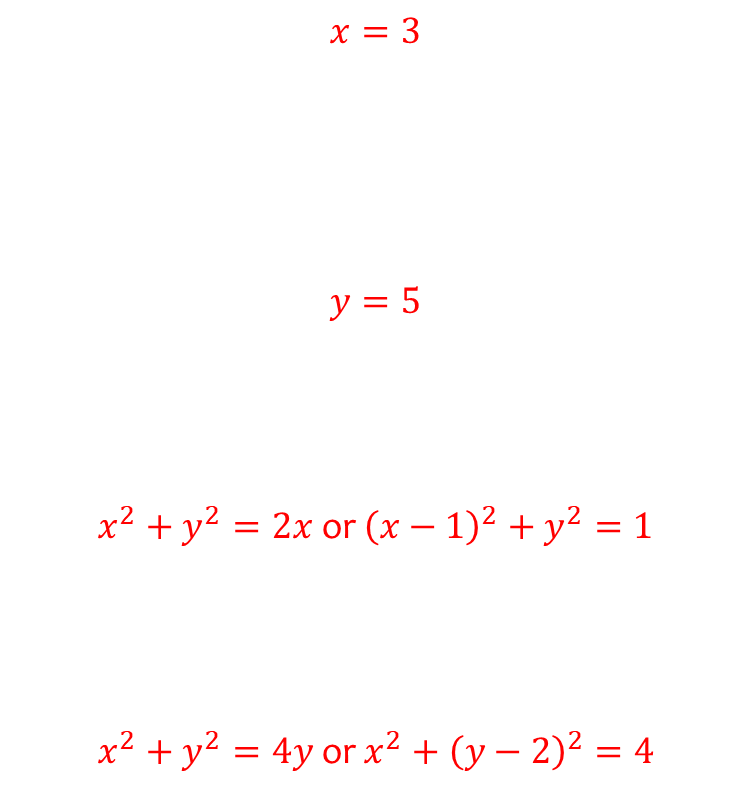 x = 3
y = 5
x² + y² = 2x or (x − 1)² + y² = 1
x² + y² = 4y or x² + (y − 2)² = 4